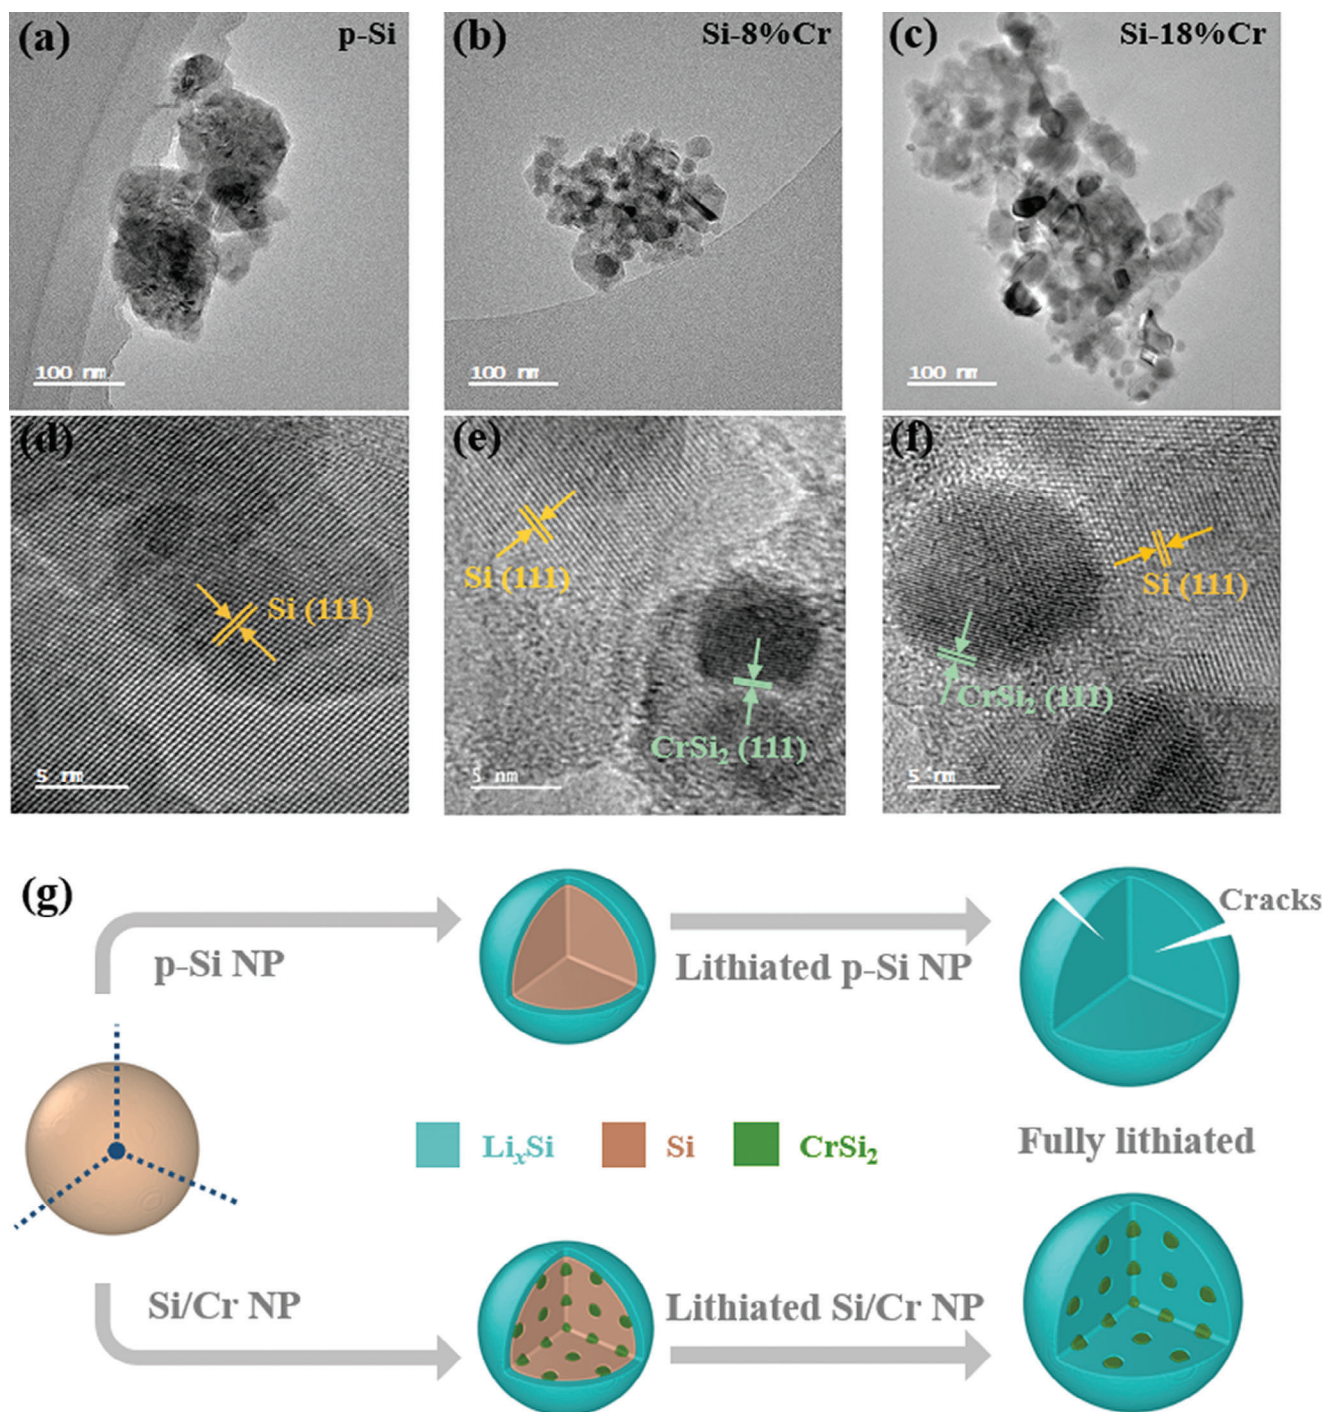 (a) p-Si
(b) Si-8%Cr
(c) Si-18%Cr
100 nm
100 nm
100 nm
(d)
(e)
(f)
Si (111)
Si (111)
CrSi₂ (111)
Si (111)
CrSi₂ (111)
5 nm
5 nm
5 nm
(g)
Cracks
p-Si NP
Lithiated p-Si NP
LiₓSi
Si
CrSi₂
Fully lithiated
Si/Cr NP
Lithiated Si/Cr NP